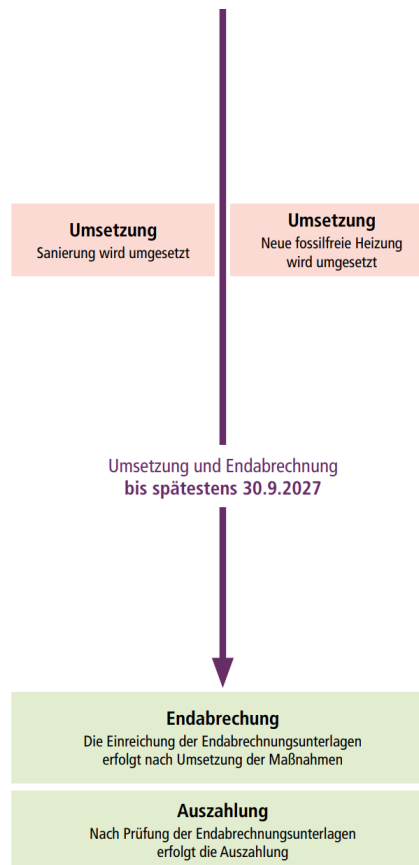 Umsetzung
Sanierung wird umgesetzt
Umsetzung
Neue fossilfreie Heizung
wird umgesetzt
Umsetzung und Endabrechnung
bis spätestens 30.9.2027
Endabrechung
Die Einreichung der Endabrechnungsunterlagen
erfolgt nach Umsetzung der Maßnahmen
Auszahlung
Nach Prüfung der Endabrechnungsunterlagen
erfolgt die Auszahlung